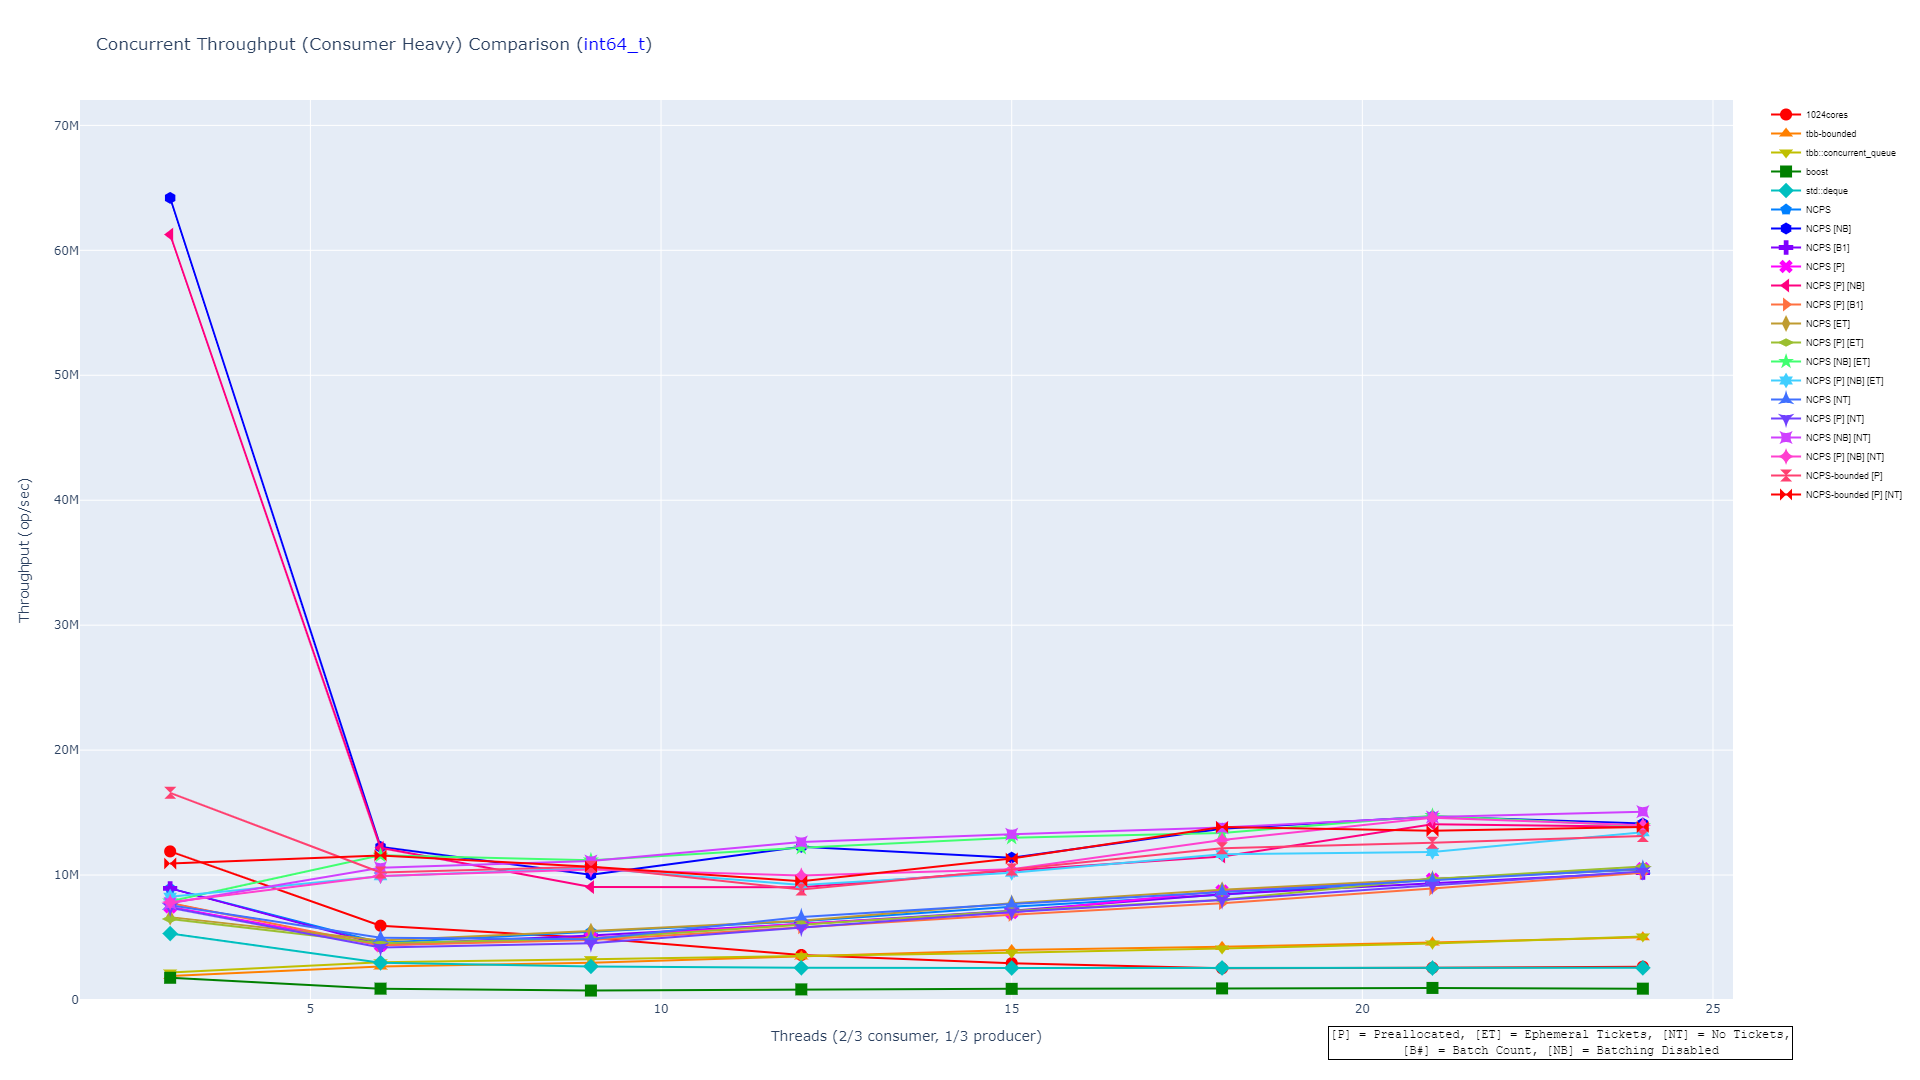 Concurrent Throughput (Consumer Heavy) Comparison (int64_t)
70M
60M
50M
40M
30M
20M
10M
0
Throughput (op/sec)
5
10
15
20
25
Threads (2/3 consumer, 1/3 producer)
1024cores
tbb-bounded
tbb::concurrent_queue
boost
std::deque
NCPS
NCPS [NB]
NCPS [B1]
NCPS [P]
NCPS [P] [NB]
NCPS [P] [B1]
NCPS [ET]
NCPS [P] [ET]
NCPS [NB] [ET]
NCPS [P] [NB] [ET]
NCPS [NT]
NCPS [P] [NT]
NCPS [NB] [NT]
NCPS [P] [NB] [NT]
NCPS-bounded [P]
NCPS-bounded [P] [NT]
[P] = Preallocated, [ET] = Ephemeral Tickets, [NT] = No Tickets,
[B#] = Batch Count, [NB] = Batching Disabled